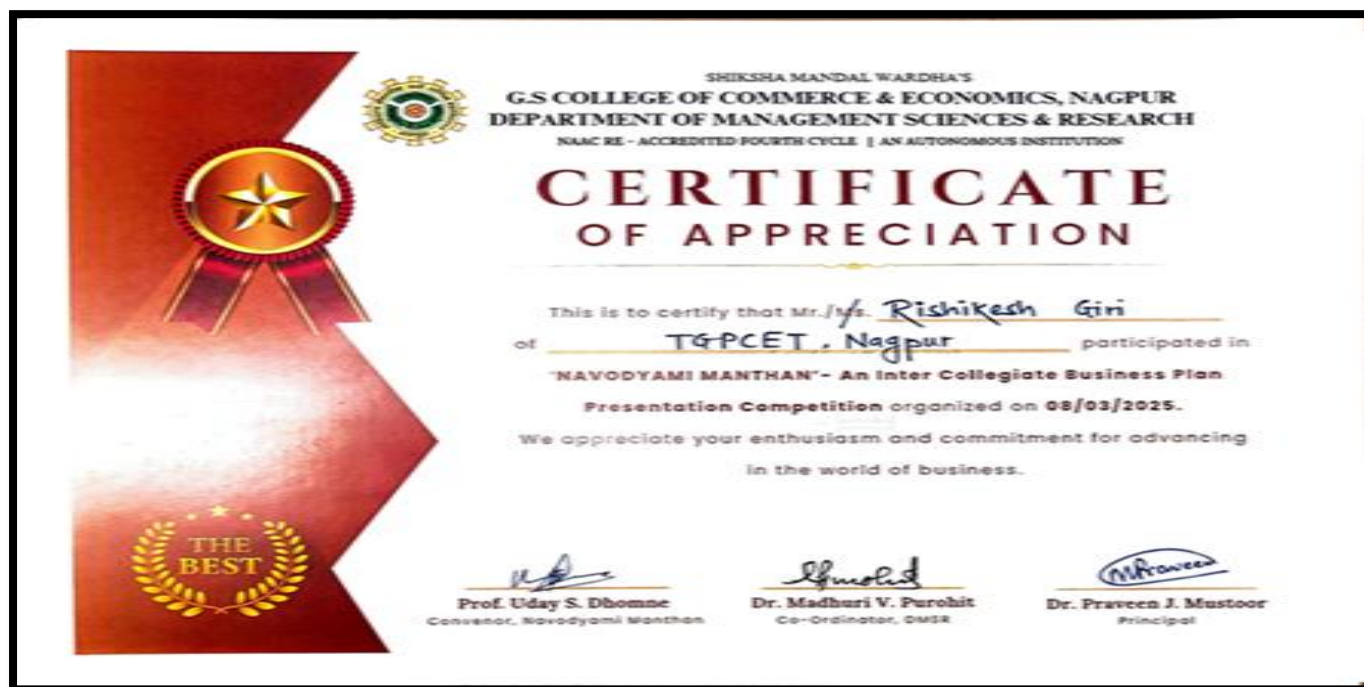 SHIKSHA MANDAL WARDHA'S
G.S COLLEGE OF COMMERCE & ECONOMICS, NAGPUR
DEPARTMENT OF MANAGEMENT SCIENCES & RESEARCH
NAAC RE - ACCREDITED FOURTH CYCLE | AN AUTONOMOUS INSTITUTION
CERTIFICATE
OF APPRECIATION
This is to certify that Mr./Ms. Rishikesh Giri
of TGPCET, Nagpur participated in
"NAVODYAMI MANTHAN"- An Inter Collegiate Business Plan
Presentation Competition organized on 08/03/2025.
We appreciate your enthusiasm and commitment for advancing
in the world of business.
THE
BEST
Prof. Uday S. Dhomne
Convenor, Navodyami Manthan
Dr. Madhuri V. Purohit
Co-Ordinator, DMSR
Dr. Praveen J. Mustoor
Principal